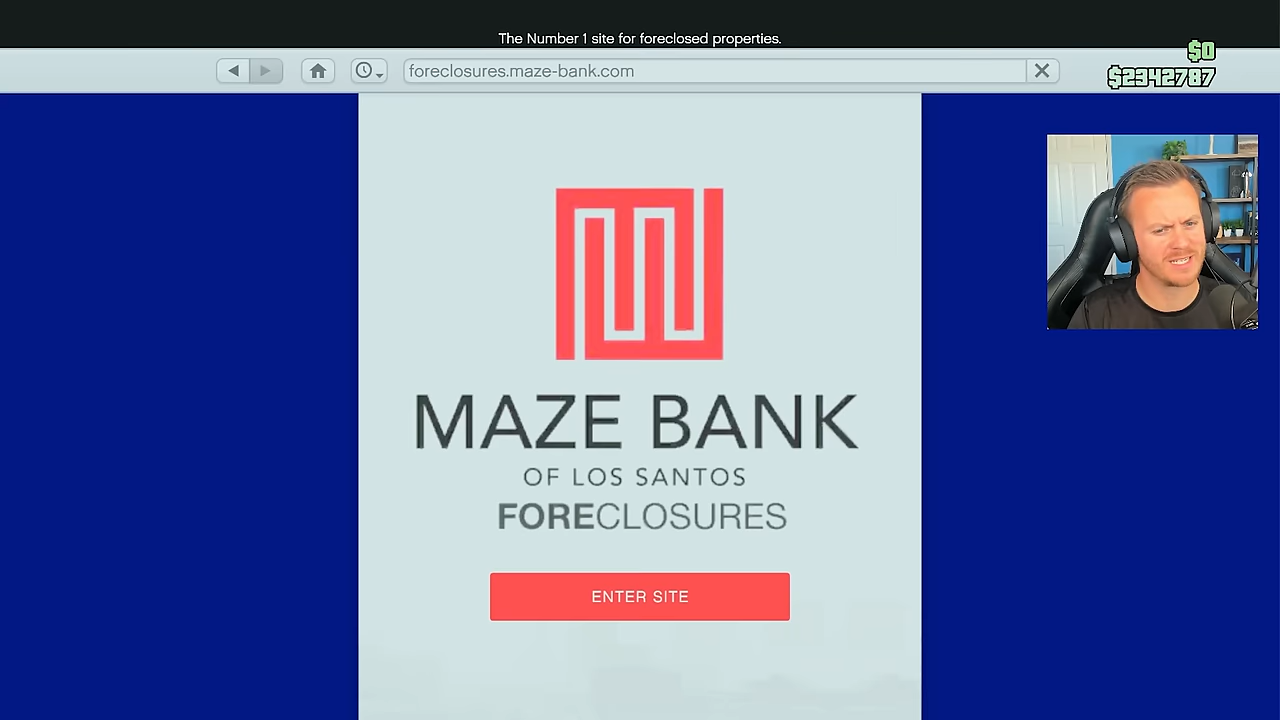 The Number 1 site for foreclosed properties.
$0
foreclosures.maze-bank.com
$2342787
MAZE BANK
OF LOS SANTOS
FORECLOSURES
ENTER SITE